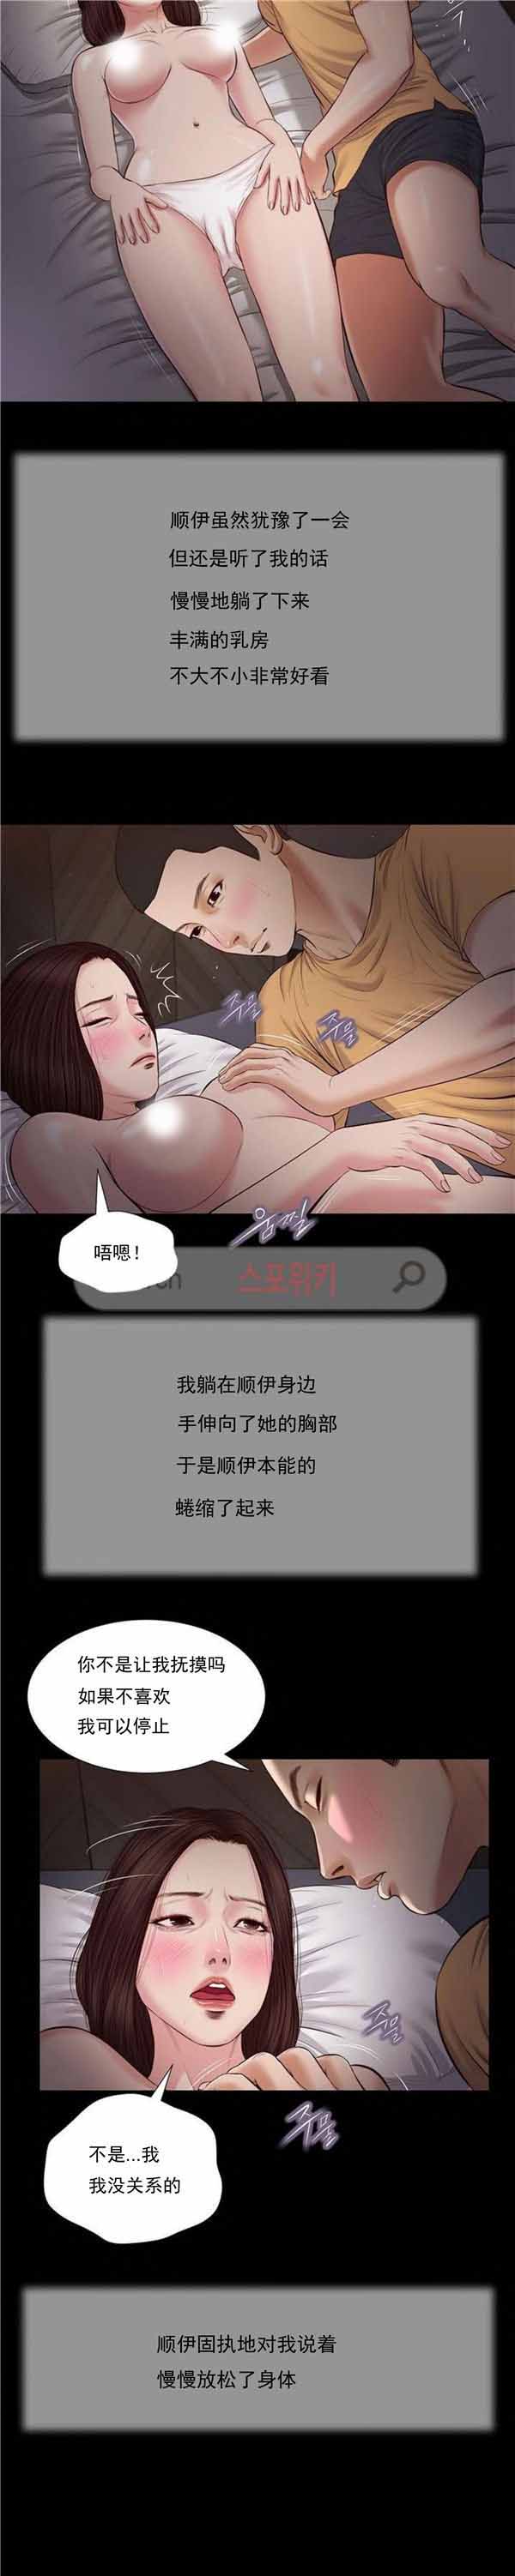 顺伊虽然犹豫了一会
但还是听了我的话
慢慢地躺了下来
丰满的乳房
不大不小非常好看
주물
주물
움찔
唔嗯！
스포위키
我躺在顺伊身边
手伸向了她的胸部
于是顺伊本能的
蜷缩了起来
你不是让我抚摸吗
如果不喜欢
我可以停止
주물
주물
不是...我
我没关系的
顺伊固执地对我说着
慢慢放松了身体